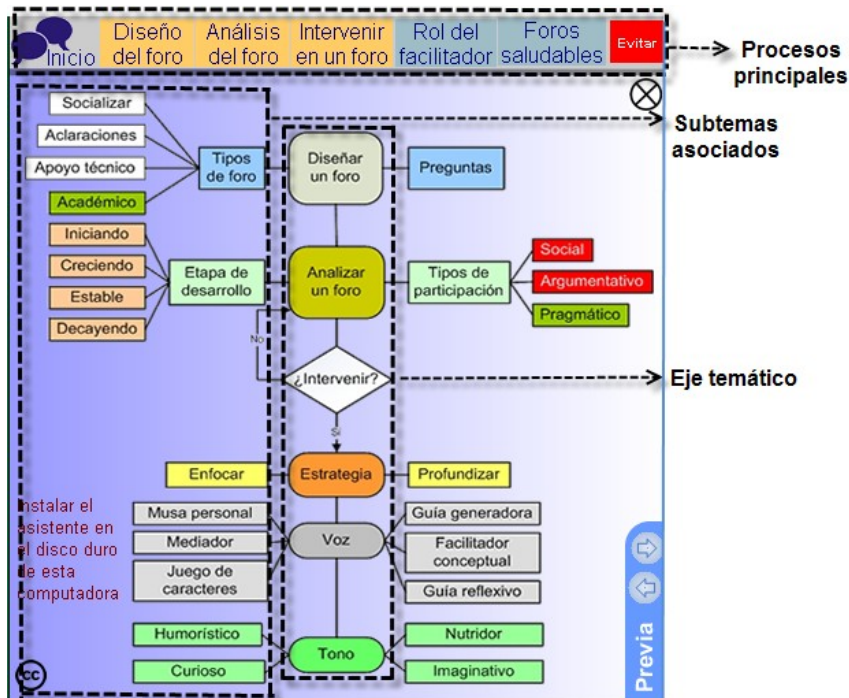 Inicio
Diseño
del foro
Análisis
del foro
Intervenir
en un foro
Rol del
facilitador
Foros
saludables
Evitar
Procesos
principales
Subtemas
asociados
Socializar
Aclaraciones
Apoyo técnico
Académico
Tipos
de foro
Diseñar
un foro
Preguntas
Iniciando
Creciendo
Estable
Decayendo
Etapa de
desarrollo
Analizar
un foro
Tipos de
participación
Social
Argumentativo
Pragmático
No
¿Intervenir?
Eje temático
Sí
Enfocar
Estrategia
Profundizar
Instalar el
asistente en
el disco duro
de esta
computadora
Musa personal
Mediador
Juego de
caracteres
Voz
Guía generadora
Facilitador
conceptual
Guía reflexivo
Humorístico
Curioso
Tono
Nutridor
Imaginativo
Previa
cc